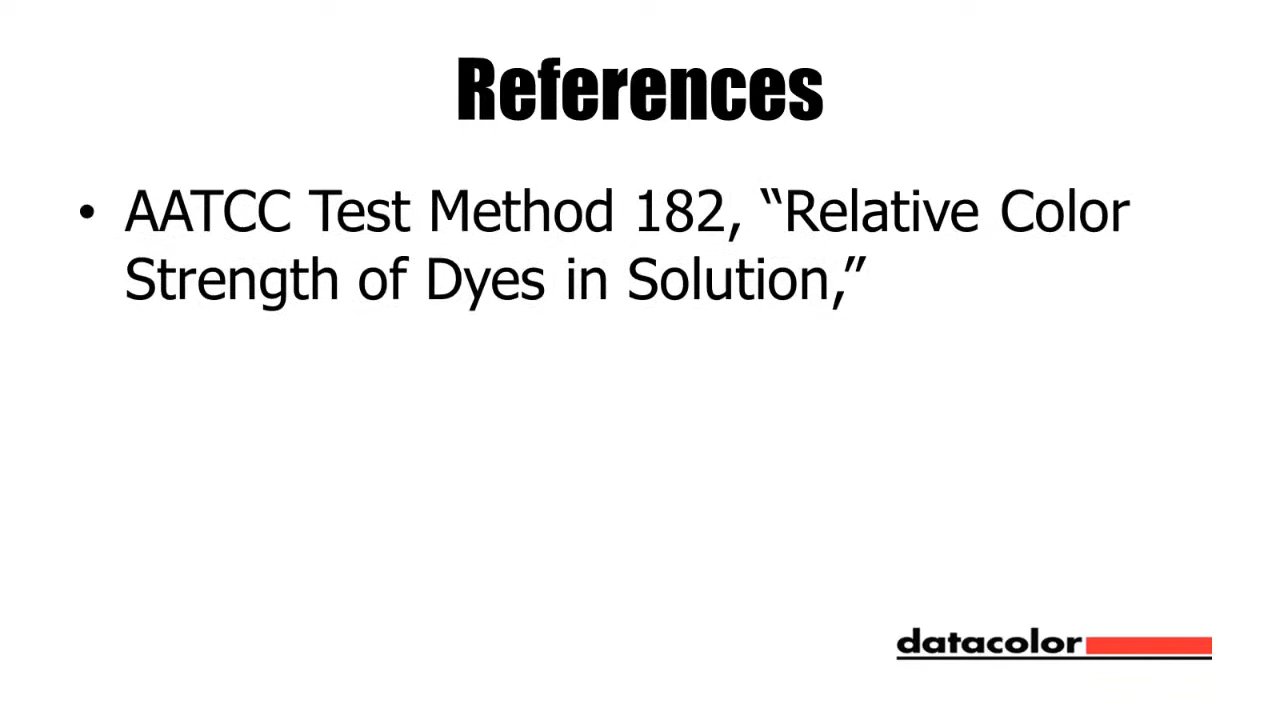 References
• AATCC Test Method 182, “Relative Color
Strength of Dyes in Solution,”
datacolor